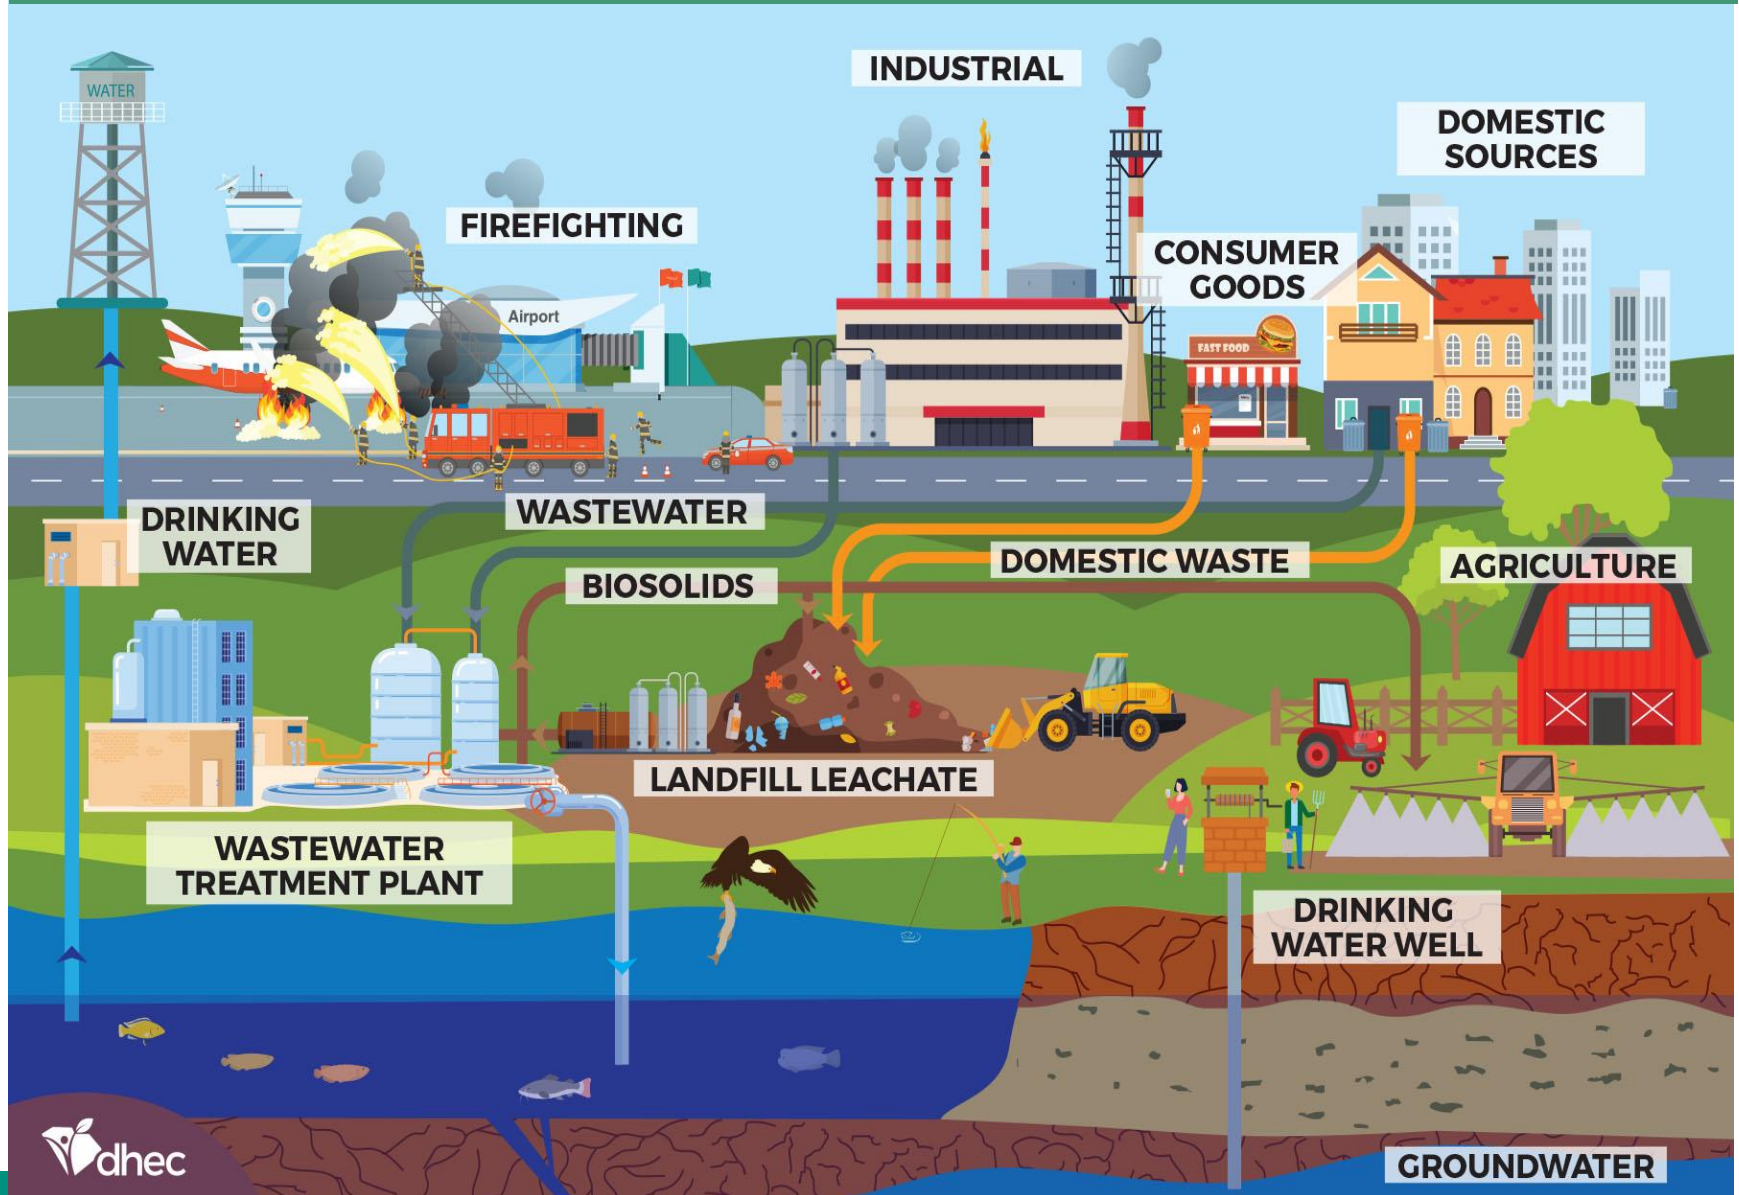 WATER
INDUSTRIAL
DOMESTIC
SOURCES
FIREFIGHTING
CONSUMER
GOODS
Airport
FAST FOOD
DRINKING
WATER
WASTEWATER
DOMESTIC WASTE
AGRICULTURE
BIOSOLIDS
LANDFILL LEACHATE
WASTEWATER
TREATMENT PLANT
DRINKING
WATER WELL
dhec
GROUNDWATER